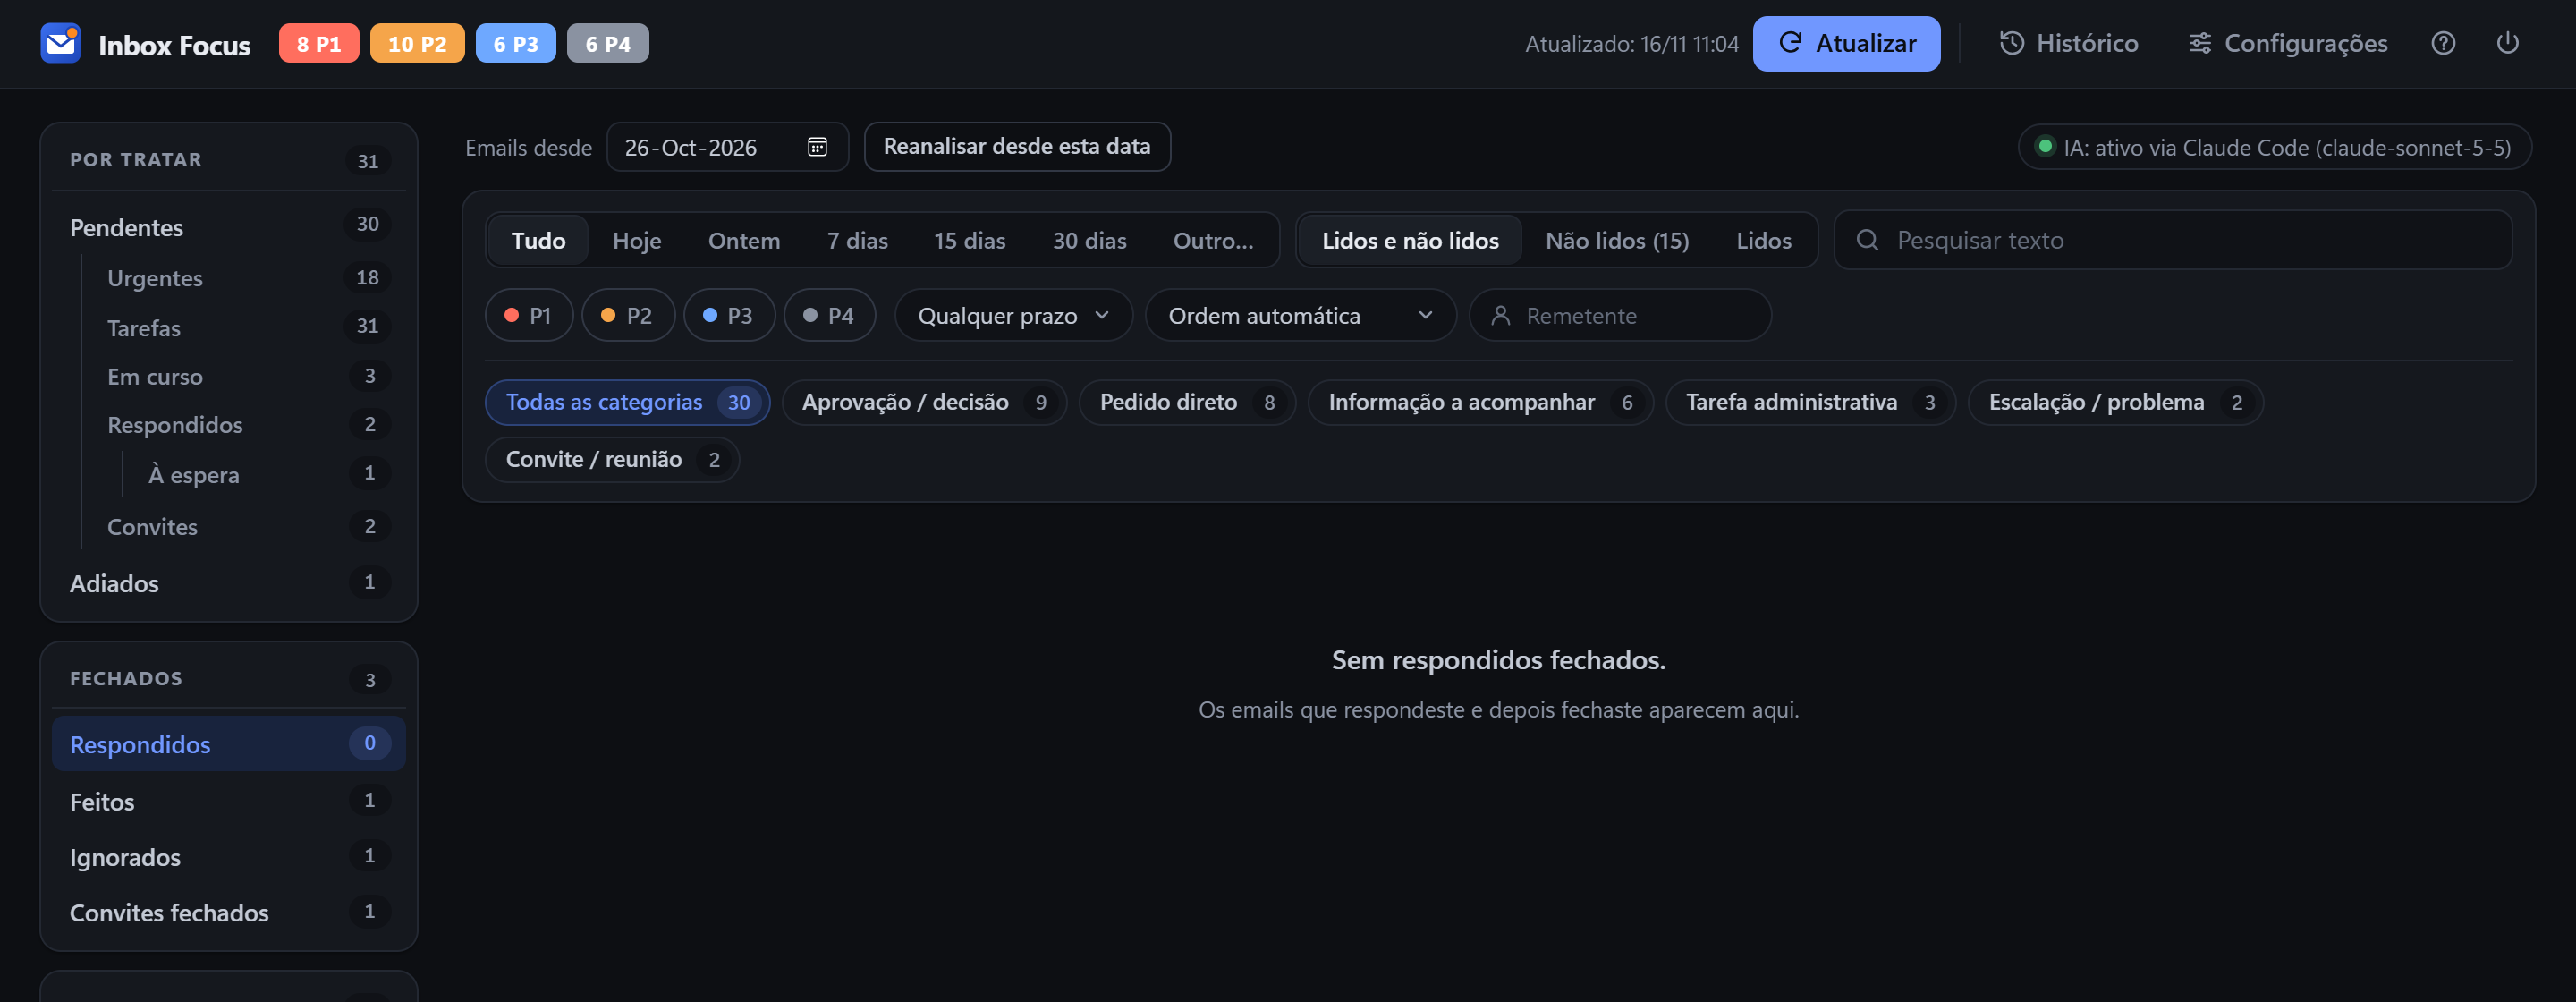 Inbox Focus 8 P1 10 P2 6 P3 6 P4 Atualizado: 16/11 11:04 Atualizar Histórico Configurações
POR TRATAR 31
Pendentes 30
Urgentes 18
Tarefas 31
Em curso 3
Respondidos 2
À espera 1
Convites 2
Adiados 1
FECHADOS 3
Respondidos 0
Feitos 1
Ignorados 1
Convites fechados 1
Emails desde 26-Oct-2026 Reanalisar desde esta data IA: ativo via Claude Code (claude-sonnet-5-5)
Tudo Hoje Ontem 7 dias 15 dias 30 dias Outro... Lidos e não lidos Não lidos (15) Lidos Pesquisar texto
P1 P2 P3 P4 Qualquer prazo Ordem automática Remetente
Todas as categorias 30 Aprovação / decisão 9 Pedido direto 8 Informação a acompanhar 6 Tarefa administrativa 3 Escalação / problema 2
Convite / reunião 2
Sem respondidos fechados.
Os emails que respondeste e depois fechaste aparecem aqui.